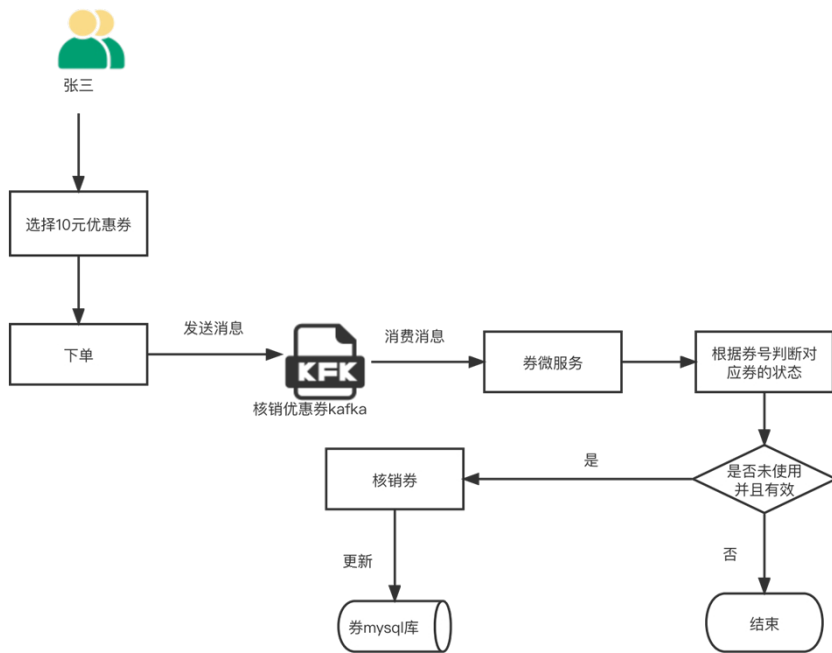 张三
选择10元优惠券
下单
发送消息
KFK
核销优惠券kafka
消费消息
券微服务
根据券号判断对
应券的状态
是否未使用
并且有效
是
核销券
更新
券mysql库
否
结束